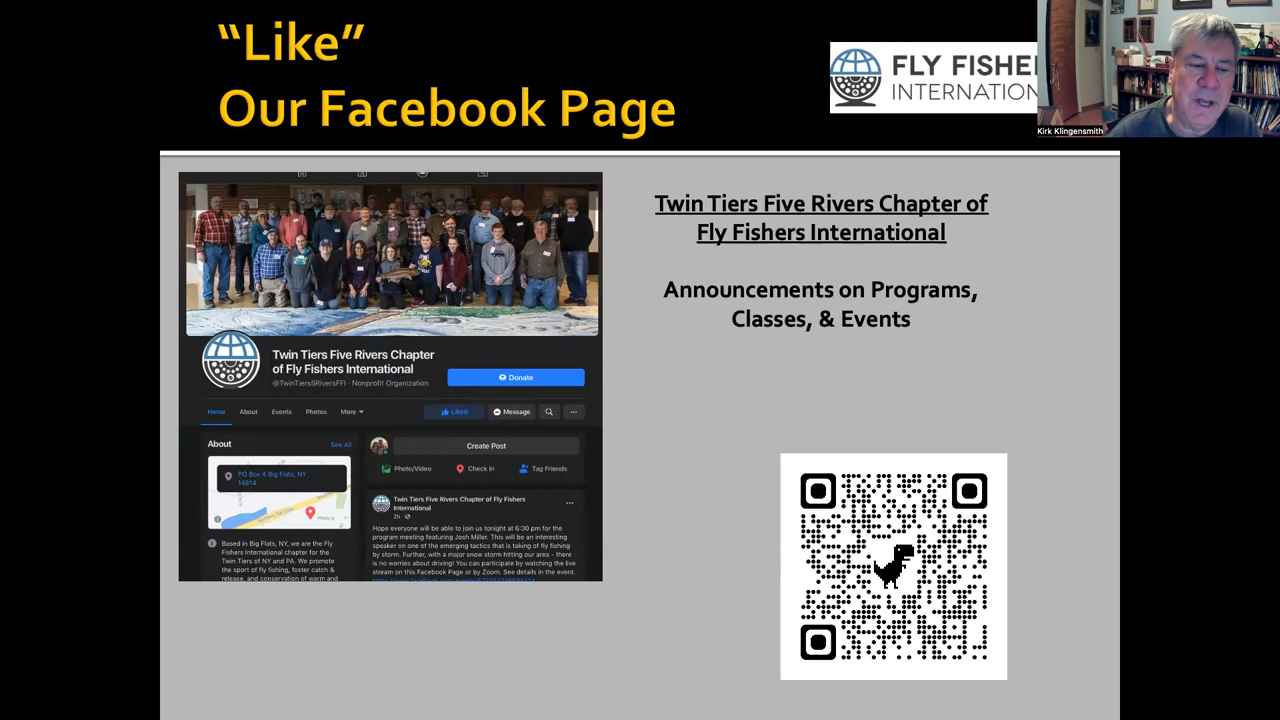 “Like”
Our Facebook Page
FLY FISHE
INTERNATION
Kirk Klingensmith
Twin Tiers Five Rivers Chapter of
Fly Fishers International
Announcements on Programs,
Classes, & Events
Twin Tiers Five Rivers Chapter
of Fly Fishers International
@TwinTiers5RiversFFI · Nonprofit Organization
Donate
Home About Events Photos More
Liked Message
About See All
PO Box 4 Big Flats, NY
14814
Based in Big Flats, NY, we are the Fly
Fishers International chapter for the
Twin Tiers of NY and PA. We promote
the sport of fly fishing, foster catch &
release, and conservation of warm and
Create Post
Photo/Video Check in Tag Friends
Twin Tiers Five Rivers Chapter of Fly Fishers
International
2h
Hope everyone will be able to join us tonight at 6:30 pm for the
program meeting featuring Josh Miller. This will be an interesting
speaker on one of the emerging tactics that is taking of fly fishing
by storm. Further, with a major snow storm hitting our area - there
is no worries about driving! You can participate by watching the live
stream on this Facebook Page or by Zoom. See details in the event.